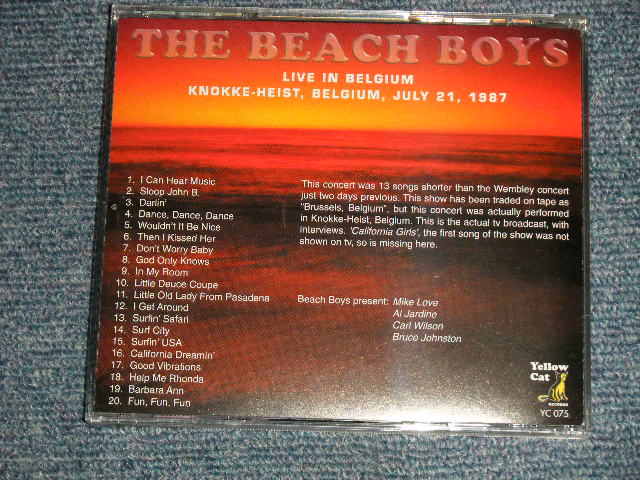 THE BEACH BOYS
LIVE IN BELGIUM
KNOKKE-HEIST, BELGIUM, JULY 21, 1987
1. I Can Hear Music
2. Sloop John B.
3. Darlin'
4. Dance, Dance, Dance
5. Wouldn't It Be Nice
6. Then I Kissed Her
7. Don't Worry Baby
8. God Only Knows
9. In My Room
10. Little Deuce Coupe
11. Little Old Lady From Pasadena
12. I Get Around
13. Surfin' Safari
14. Surf City
15. Surfin' USA
16. California Dreamin'
17. Good Vibrations
18. Help Me Rhonda
19. Barbara Ann
20. Fun, Fun, Fun
This concert was 13 songs shorter than the Wembley concert
just two days previous. This show has been traded on tape as
"Brussels, Belgium", but this concert was actually performed
in Knokke-Heist, Belgium. This is the actual tv broadcast, with
interviews. 'California Girls', the first song of the show was not
shown on tv, so is missing here.
Beach Boys present: Mike Love
Al Jardine
Carl Wilson
Bruce Johnston
Yellow
Cat
RECORDS
YC 075